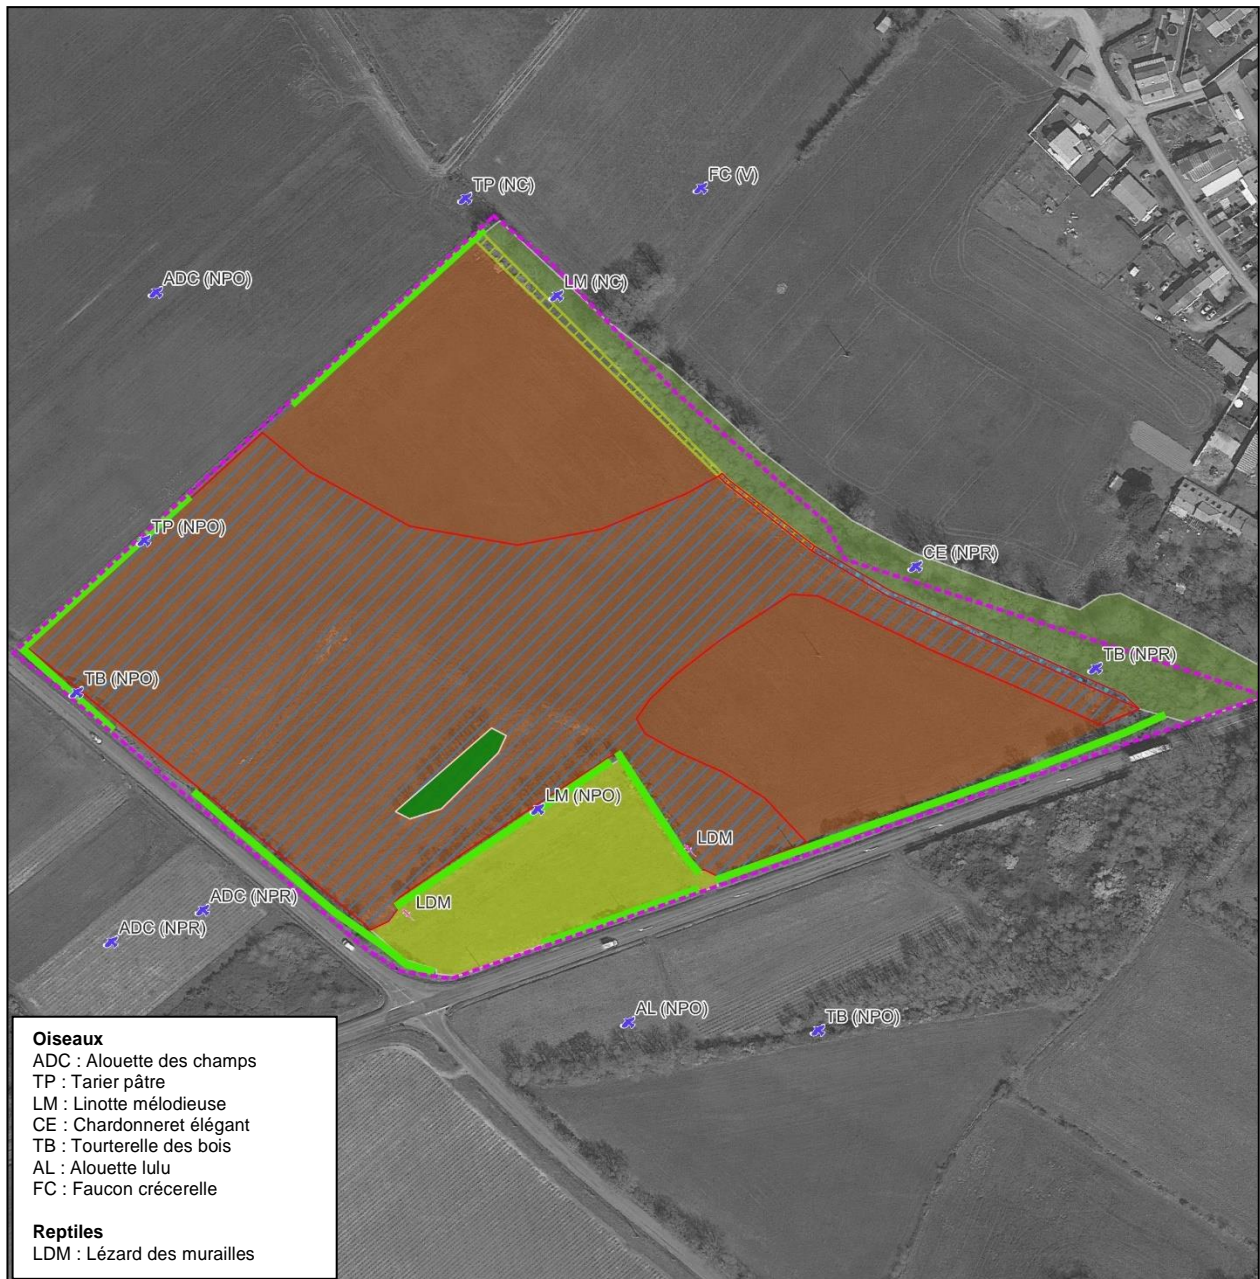 TP (NC)
FC (V)
ADC (NPO)
LM (NC)
TP (NPO)
CE (NPR)
TB (NPO)
TB (NPR)
LM (NPO)
LDM
LDM
ADC (NPR)
ADC (NPR)
AL (NPO)
TB (NPO)
Oiseaux
ADC : Alouette des champs
TP : Tarier pâtre
LM : Linotte mélodieuse
CE : Chardonneret élégant
TB : Tourterelle des bois
AL : Alouette lulu
FC : Faucon crécerelle
Reptiles
LDM : Lézard des murailles